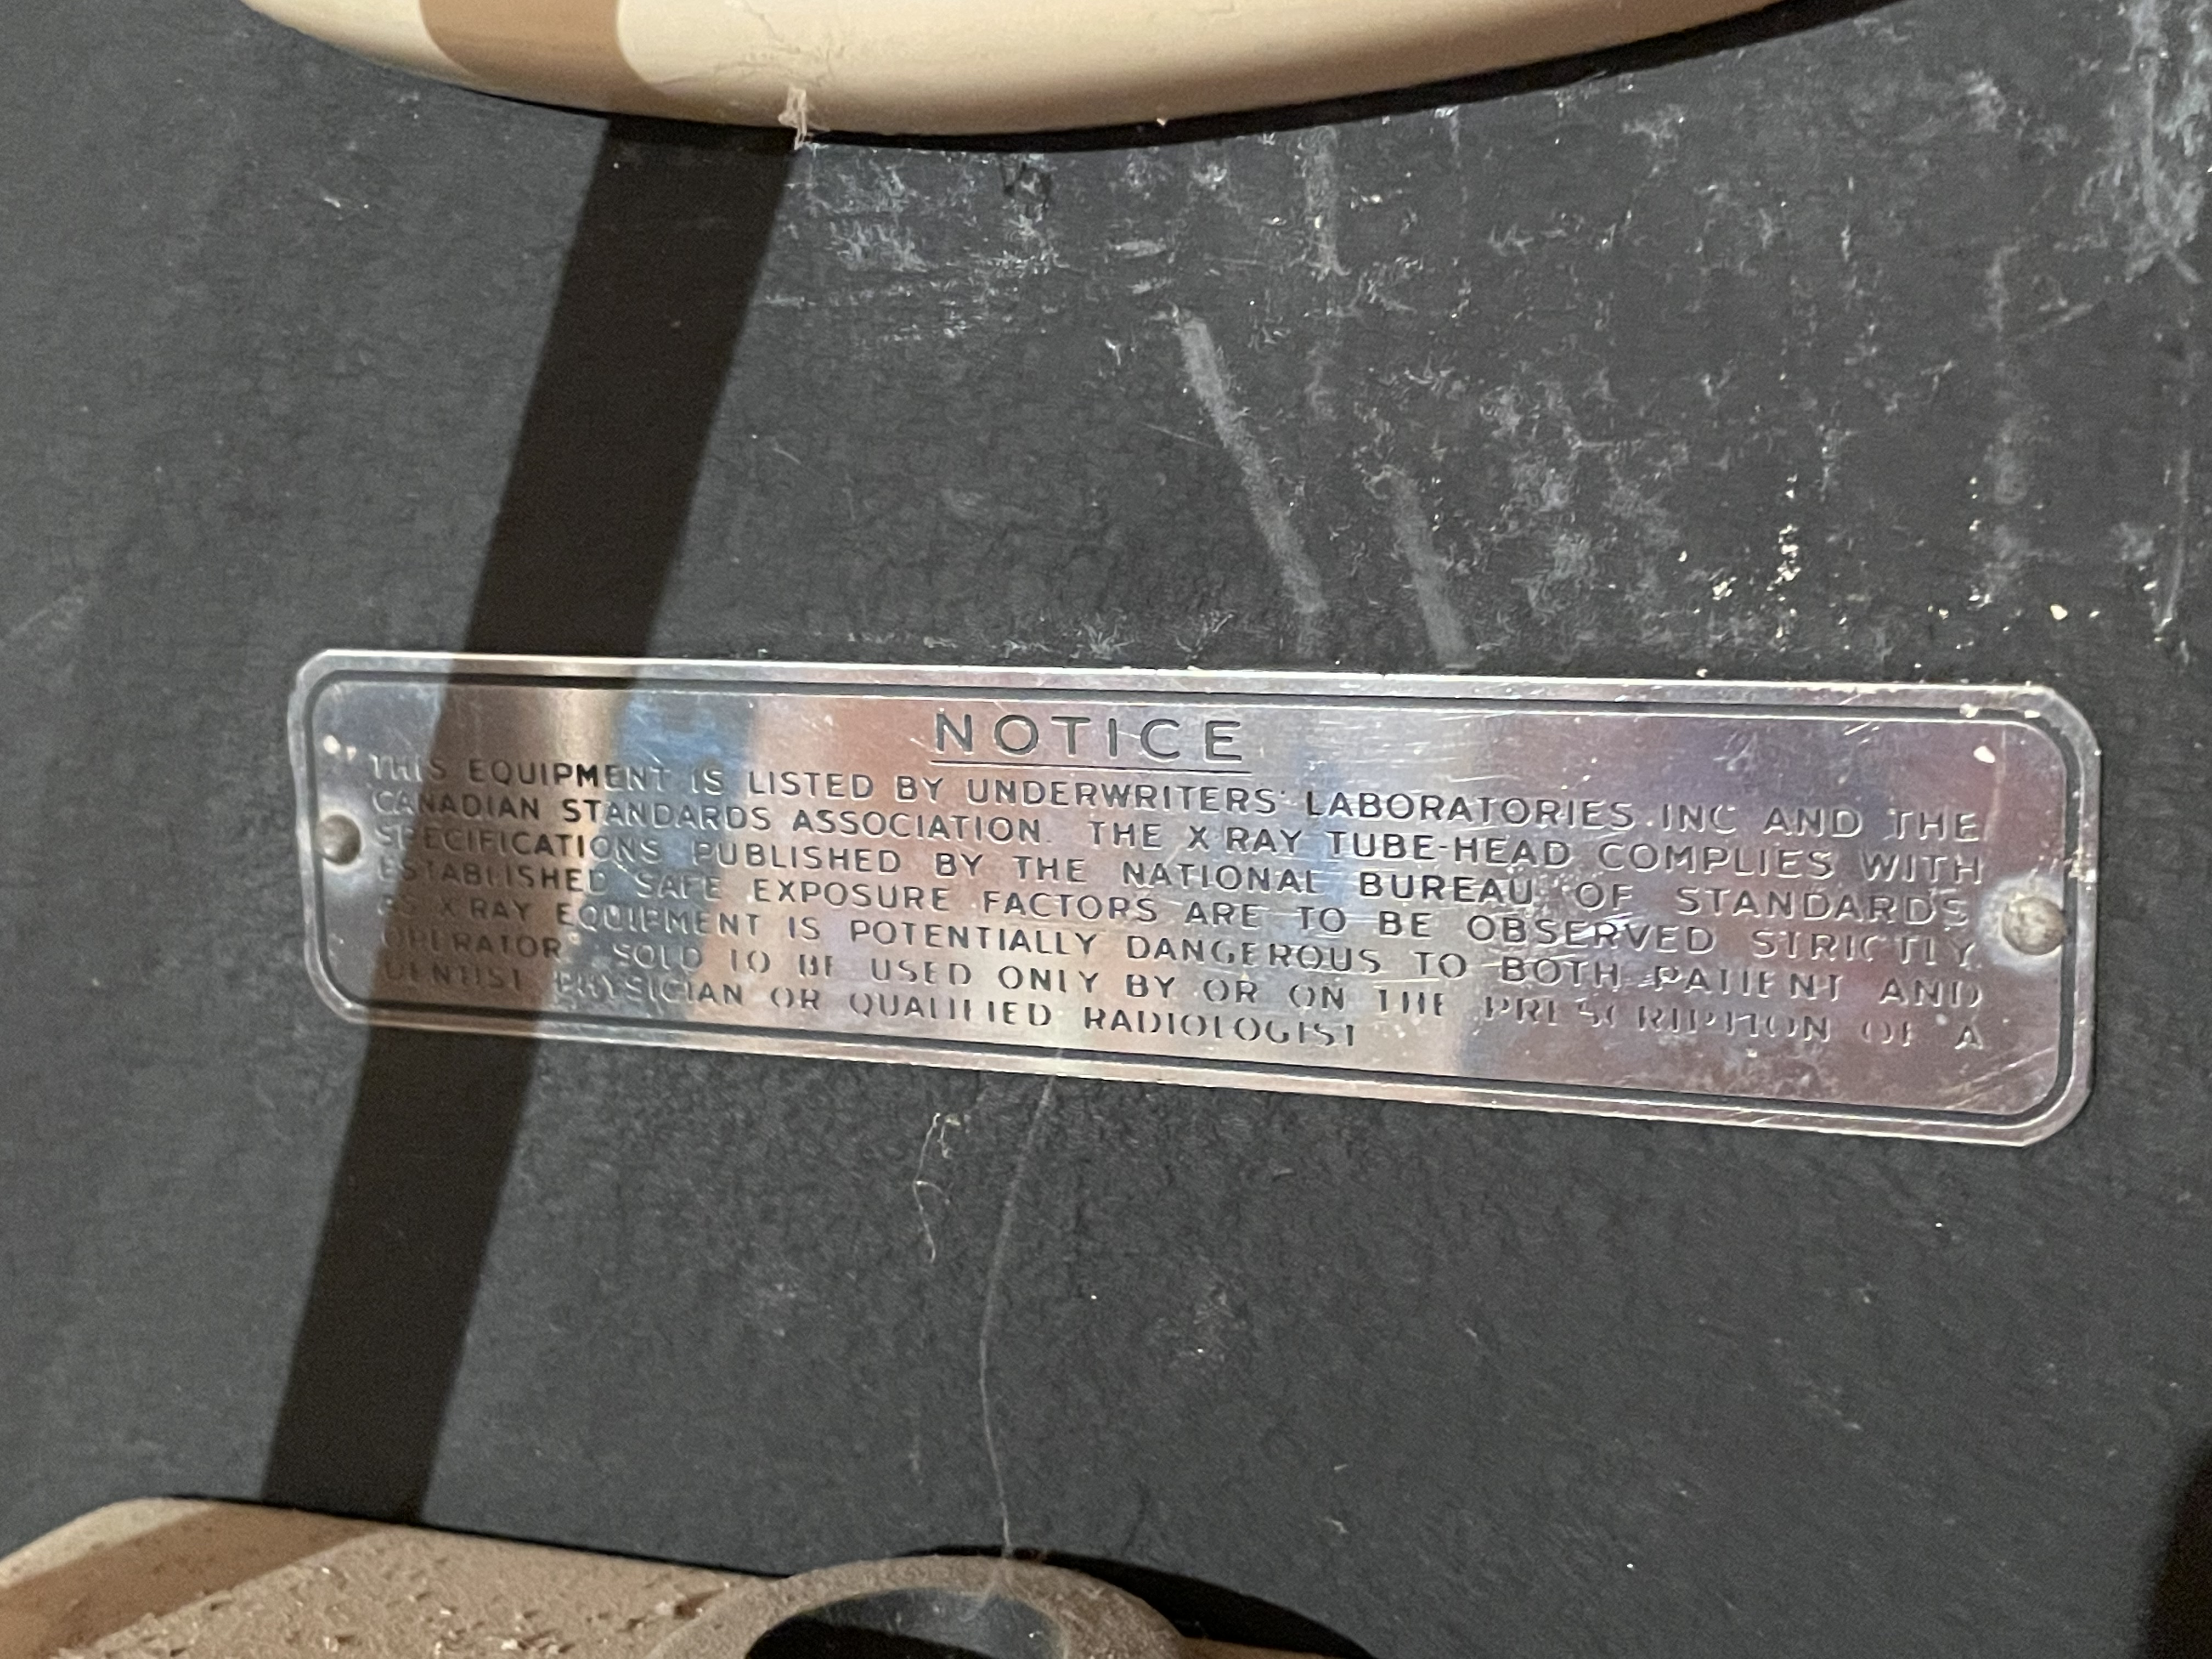 NOTICE
THIS EQUIPMENT IS LISTED BY UNDERWRITERS' LABORATORIES INC AND THE
CANADIAN STANDARDS ASSOCIATION. THE X RAY TUBE-HEAD COMPLIES WITH
SPECIFICATIONS PUBLISHED BY THE NATIONAL BUREAU OF STANDARDS
ESTABLISHED SAFE EXPOSURE FACTORS ARE TO BE OBSERVED STRICTLY
AS X RAY EQUIPMENT IS POTENTIALLY DANGEROUS TO BOTH PATIENT AND
OPERATOR. SOLD TO BE USED ONLY BY OR ON THE PRESCRIPTION OF A
DENTIST PHYSICIAN OR QUALIFIED RADIOLOGIST